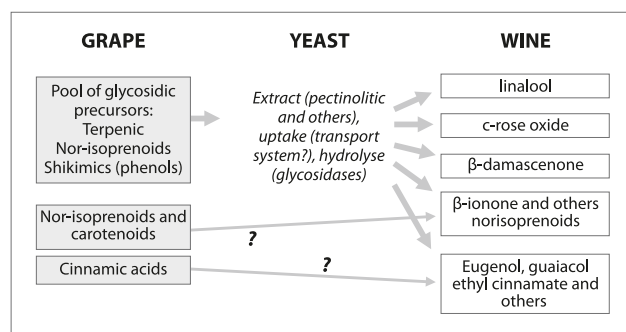 GRAPE
YEAST
WINE
Pool of glycosidic
precursors:
Terpenic
Nor-isoprenoids
Shikimics (phenols)
Extract (pectinolitic
and others),
uptake (transport
system?), hydrolyse
(glycosidases)
linalool
c-rose oxide
β-damascenone
β-ionone and others
norisoprenoids
Nor-isoprenoids and
carotenoids
?
Cinnamic acids
?
Eugenol, guaiacol
ethyl cinnamate and
others